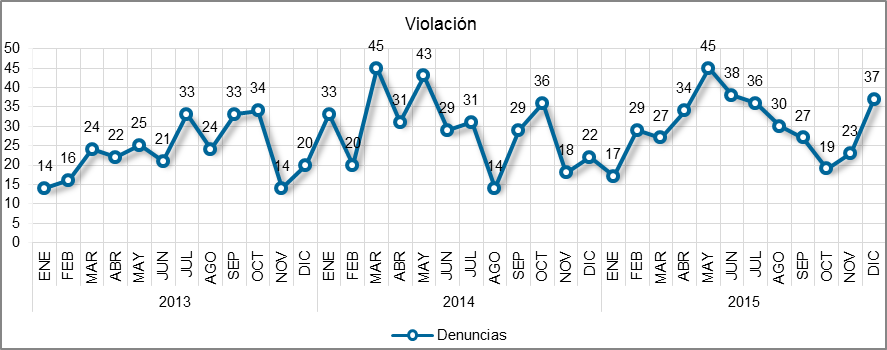 Violación
50
45
40
35
30
25
20
15
10
5
0
14 16 24 22 25 21 33 24 33 34 14 20 33 20 45 31 43 29 31 14 29 36 18 22 17 29 27 34 45 38 36 30 27 19 23 37
ENE FEB MAR ABR MAY JUN JUL AGO SEP OCT NOV DIC ENE FEB MAR ABR MAY JUN JUL AGO SEP OCT NOV DIC ENE FEB MAR ABR MAY JUN JUL AGO SEP OCT NOV DIC
2013 2014 2015
Denuncias